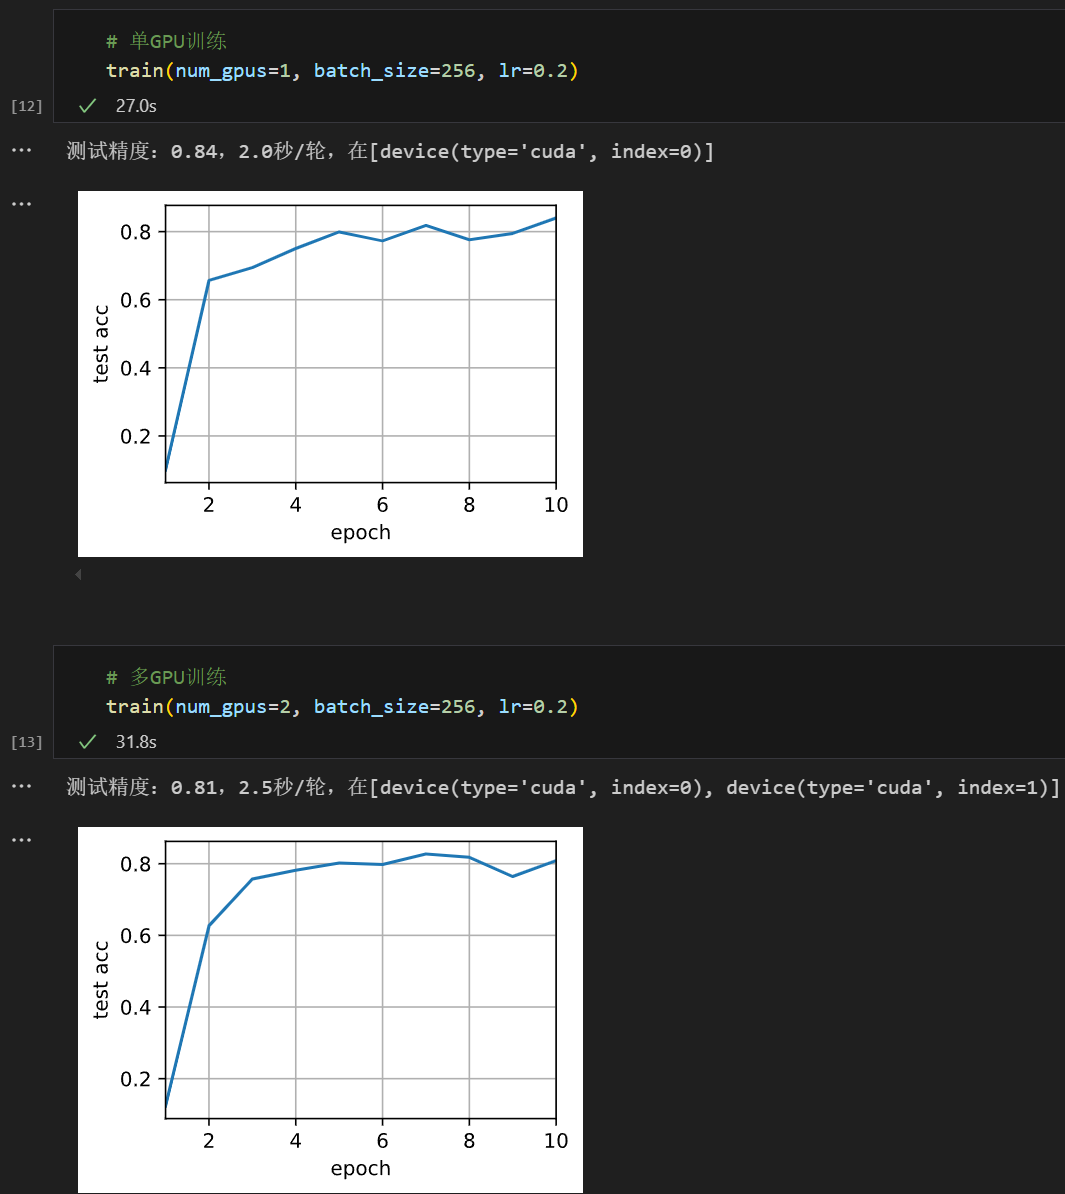 # 单GPU训练
train(num_gpus=1, batch_size=256, lr=0.2)
[12]
27.0s
测试精度：0.84，2.0秒/轮，在[device(type='cuda', index=0)]
0.8
0.6
0.4
0.2
test acc
2 4 6 8 10
epoch
# 多GPU训练
train(num_gpus=2, batch_size=256, lr=0.2)
[13]
31.8s
测试精度：0.81，2.5秒/轮，在[device(type='cuda', index=0), device(type='cuda', index=1)]
0.8
0.6
0.4
0.2
test acc
2 4 6 8 10
epoch